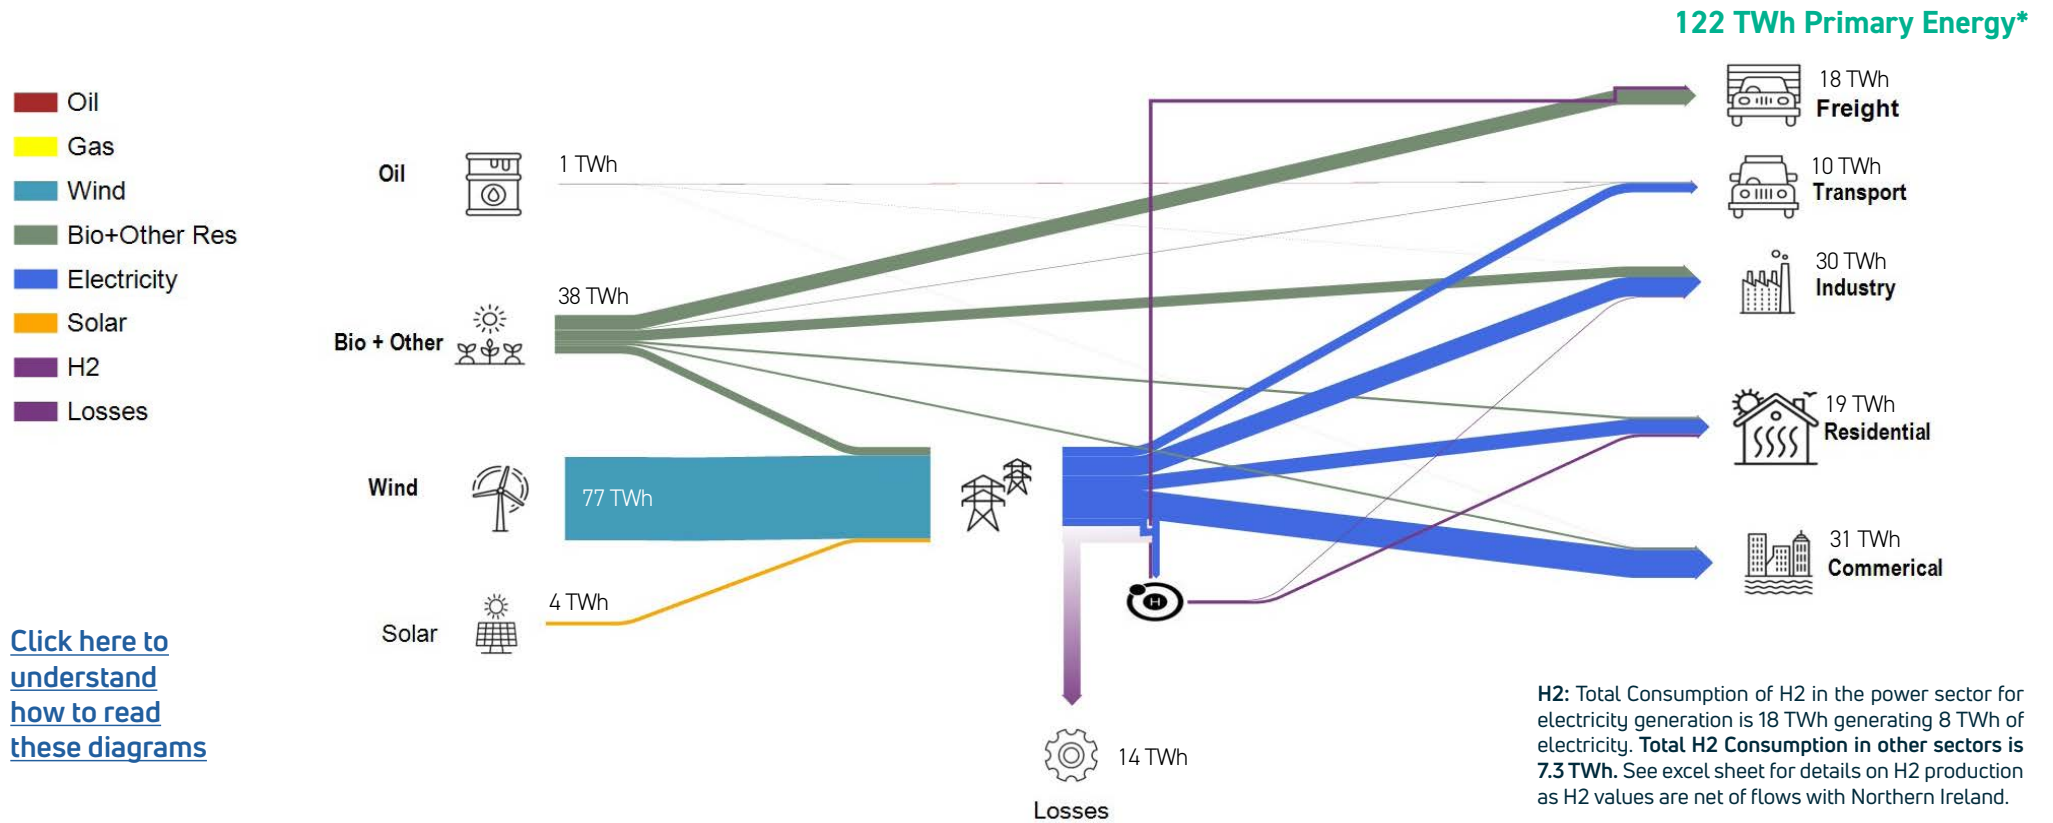 122 TWh Primary Energy*
Oil
Gas
Wind
Bio+Other Res
Electricity
Solar
H2
Losses
Oil
1 TWh
Bio + Other
38 TWh
Wind
77 TWh
Solar
4 TWh
18 TWh
Freight
10 TWh
Transport
30 TWh
Industry
19 TWh
Residential
31 TWh
Commerical
H
14 TWh
Losses
Click here to
understand
how to read
these diagrams
H2: Total Consumption of H2 in the power sector for
electricity generation is 18 TWh generating 8 TWh of
electricity. Total H2 Consumption in other sectors is
7.3 TWh. See excel sheet for details on H2 production
as H2 values are net of flows with Northern Ireland.